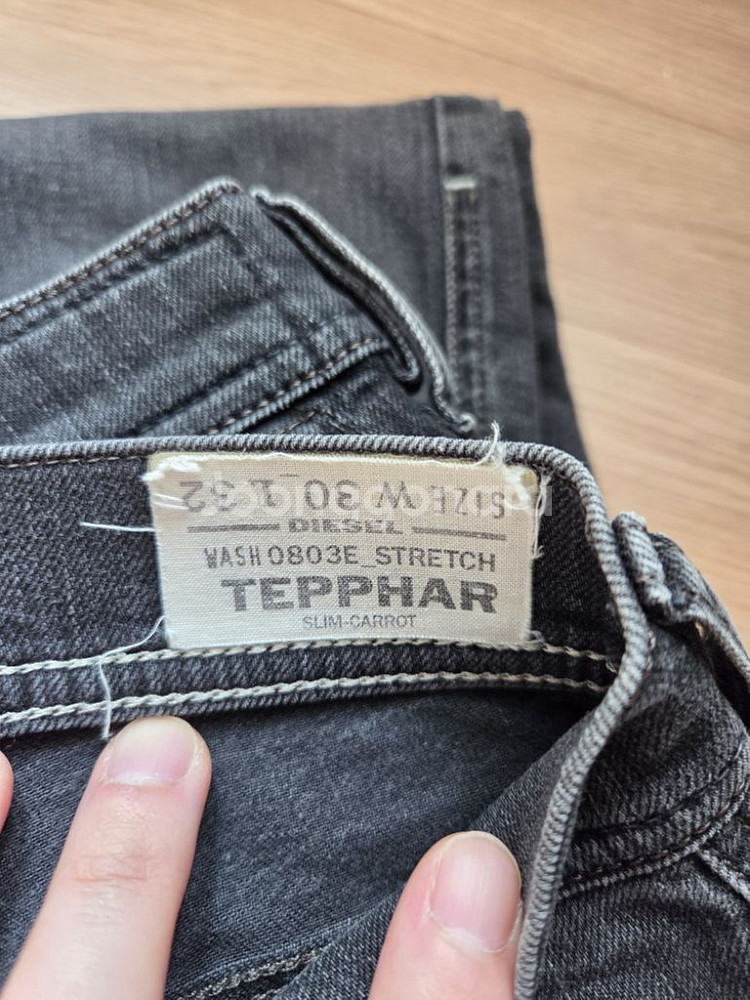 SIZE W 30 L 32
DIESEL
WASH 0803E_STRETCH
TEPPHAR
SLIM-CARROT